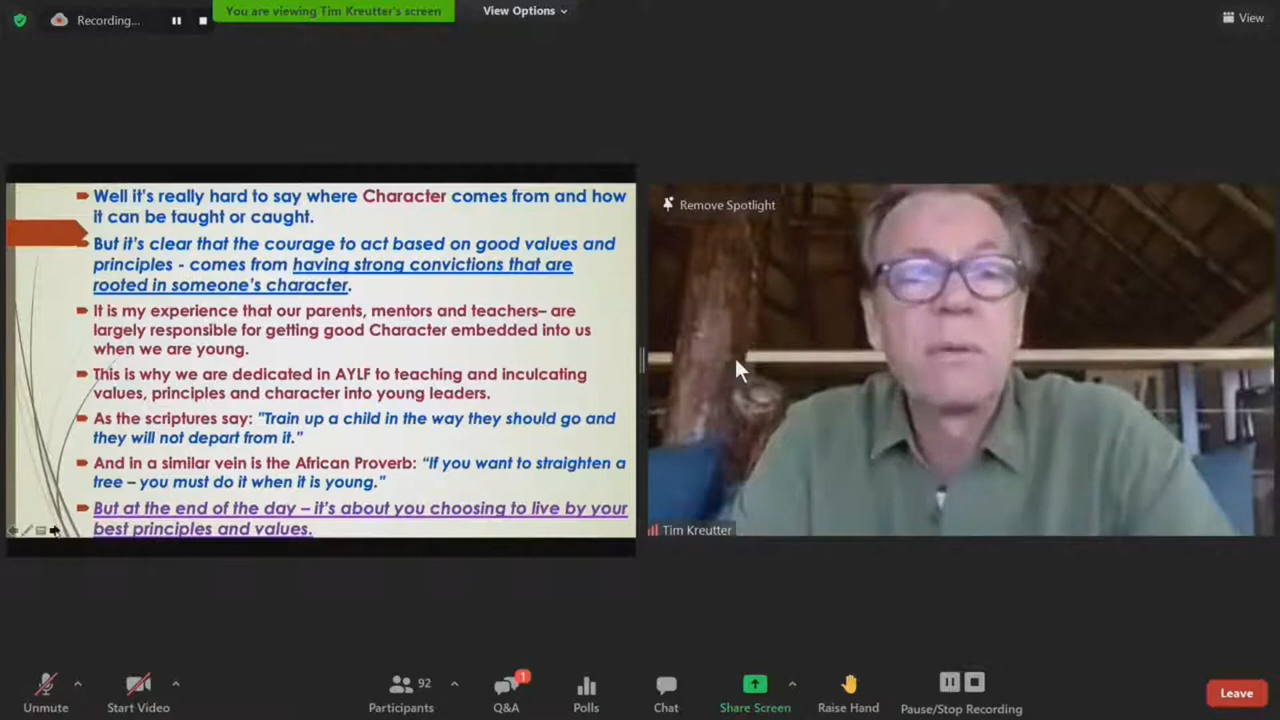 Recording...
You are viewing Tim Kreutter's screen
View Options
View
Well it's really hard to say where Character comes from and how
it can be taught or caught.
But it's clear that the courage to act based on good values and
principles - comes from having strong convictions that are
rooted in someone's character.
It is my experience that our parents, mentors and teachers– are
largely responsible for getting good Character embedded into us
when we are young.
This is why we are dedicated in AYLF to teaching and inculcating
values, principles and character into young leaders.
As the scriptures say: "Train up a child in the way they should go and
they will not depart from it."
And in a similar vein is the African Proverb: “If you want to straighten a
tree – you must do it when it is young.”
But at the end of the day – it's about you choosing to live by your
best principles and values.
Remove Spotlight
Tim Kreutter
Unmute
Start Video
92
Participants
1
Q&A
Polls
Chat
Share Screen
Raise Hand
Pause/Stop Recording
Leave